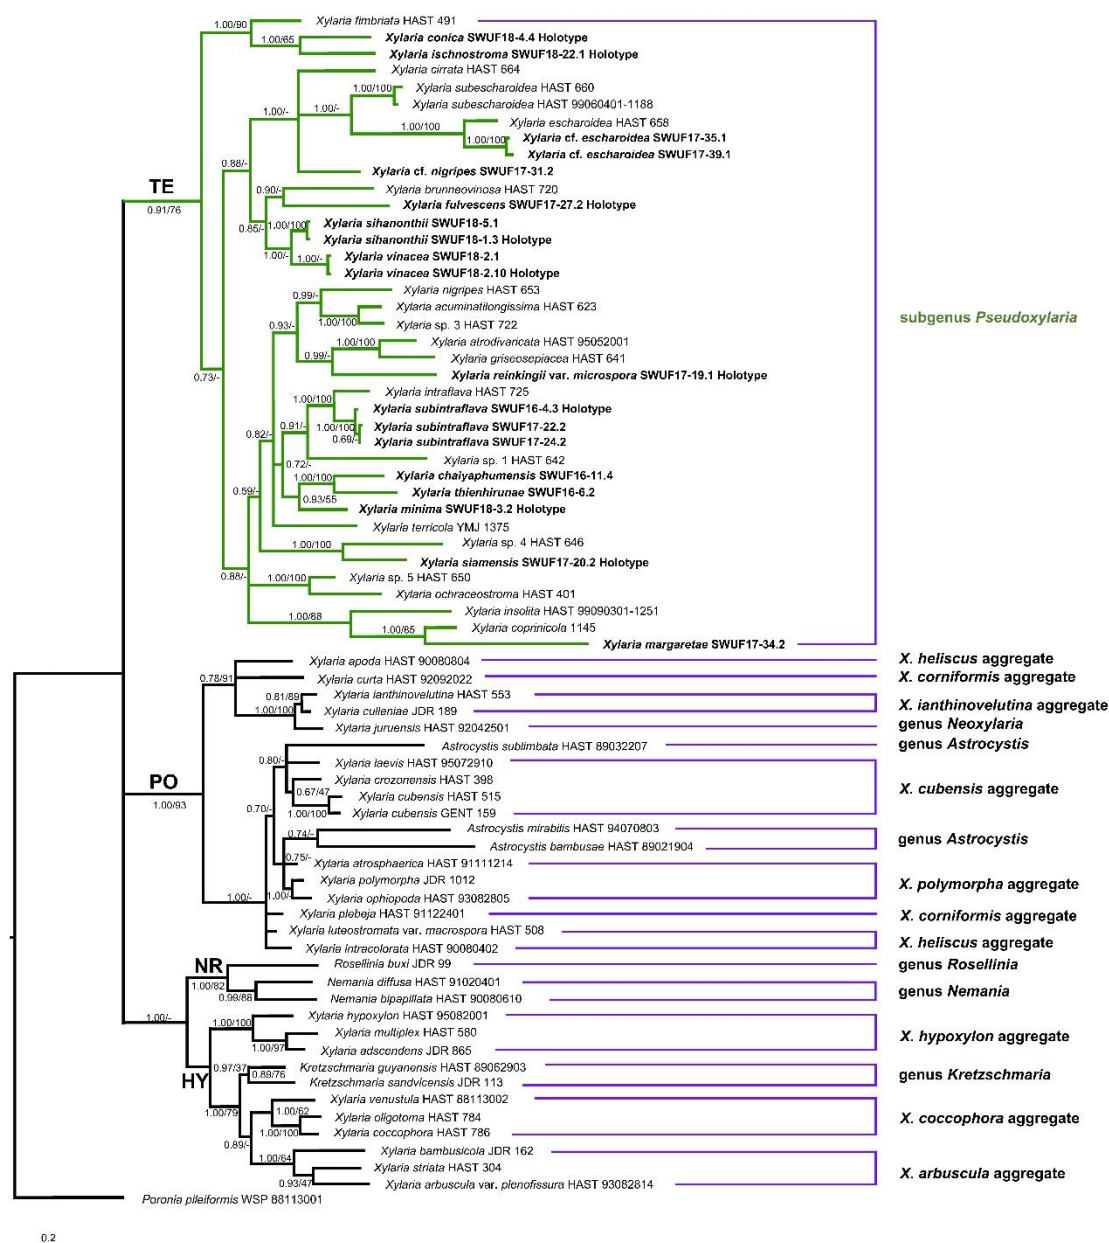 1.00/90
Xylaria fimbriata HAST 491
Xylaria conica SWUF18-4.4 Holotype
1.00/65
Xylaria ischnostroma SWUF18-22.1 Holotype
Xylaria cirrata HAST 664
1.00/100
Xylaria subescharoidea HAST 660
Xylaria subescharoidea HAST 99060401-1188
1.00/-
1.00/-
Xylaria escharoidea HAST 658
1.00/100
1.00/100
Xylaria cf. escharoidea SWUF17-35.1
Xylaria cf. escharoidea SWUF17-39.1
0.88/-
Xylaria cf. nigripes SWUF17-31.2
TE
0.91/76
0.90/-
Xylaria brunneovinosa HAST 720
Xylaria fulvescens SWUF17-27.2 Holotype
0.85/-
1.00/100
Xylaria sihanonthii SWUF18-5.1
Xylaria sihanonthii SWUF18-1.3 Holotype
1.00/-
1.00/-
Xylaria vinacea SWUF18-2.1
Xylaria vinacea SWUF18-2.10 Holotype
0.99/-
Xylaria nigripes HAST 653
Xylaria acuminatilongissima HAST 623
1.00/100
Xylaria sp. 3 HAST 722
0.93/-
subgenus Pseudoxylaria
1.00/100
Xylaria atrodivaricata HAST 95052001
0.99/-
Xylaria griseosepiacea HAST 641
Xylaria reinkingii var. microspora SWUF17-19.1 Holotype
0.73/-
Xylaria intraflava HAST 725
1.00/100
Xylaria subintraflava SWUF16-4.3 Holotype
0.91/-
1.00/100
Xylaria subintraflava SWUF17-22.2
0.82/-
0.69/-
Xylaria subintraflava SWUF17-24.2
Xylaria sp. 1 HAST 642
0.72/-
1.00/100
Xylaria chaiyaphumensis SWUF16-11.4
0.59/-
Xylaria thienhirunae SWUF16-6.2
0.93/55
Xylaria minima SWUF18-3.2 Holotype
Xylaria terricola YMJ 1375
1.00/100
Xylaria sp. 4 HAST 646
Xylaria siamensis SWUF17-20.2 Holotype
0.88/-
1.00/100
Xylaria sp. 5 HAST 650
Xylaria ochraceostroma HAST 401
1.00/68
Xylaria insolita HAST 99090301-1251
1.00/65
Xylaria coprinicola 1145
Xylaria margaretae SWUF17-34.2
Xylaria apoda HAST 90080804
X. heliscus aggregate
0.78/91
Xylaria curta HAST 92092022
X. corniformis aggregate
0.81/89
Xylaria ianthinovelutina HAST 553
X. ianthinovelutina aggregate
1.00/100
Xylaria culleniae JDR 189
Xylaria juruensis HAST 92042501
genus Neoxylaria
Astrocystis sublimbata HAST 89032207
genus Astrocystis
0.80/-
Xylaria laevis HAST 95072910
PO
1.00/93
Xylaria crozonensis HAST 398
X. cubensis aggregate
0.67/47
Xylaria cubensis HAST 515
0.70/-
1.00/100
Xylaria cubensis GENT 159
0.74/-
Astrocystis mirabilis HAST 94070803
genus Astrocystis
Astrocystis bambusae HAST 89021904
0.75/-
Xylaria atrosphaerica HAST 91111214
Xylaria polymorpha JDR 1012
X. polymorpha aggregate
1.00/-
1.00/-
Xylaria ophiopoda HAST 93082805
Xylaria plebeja HAST 91122401
X. corniformis aggregate
Xylaria luteostromata var. macrospora HAST 508
X. heliscus aggregate
Xylaria intracolorata HAST 90080402
NR
Rosellinia buxi JDR 99
genus Rosellinia
1.00/82
Nemania diffusa HAST 91020401
genus Nemania
0.99/88
Nemania bipapillata HAST 90080610
1.00/-
1.00/100
Xylaria hypoxylon HAST 95082001
Xylaria multiplex HAST 580
X. hypoxylon aggregate
1.00/97
Xylaria adscendens JDR 865
0.97/37
Kretzschmaria guyanensis HAST 89062903
genus Kretzschmaria
0.89/76
HY
Kretzschmaria sandvicensis JDR 113
1.00/79
Xylaria venustula HAST 88113002
1.00/62
Xylaria oligotoma HAST 784
X. coccophora aggregate
1.00/100
Xylaria coccophora HAST 786
0.89/-
Xylaria bambusicola JDR 162
1.00/64
Xylaria striata HAST 304
X. arbuscula aggregate
0.93/47
Xylaria arbuscula var. plenofissura HAST 93082814
Poronia pileiformis WSP 88113001
0.2